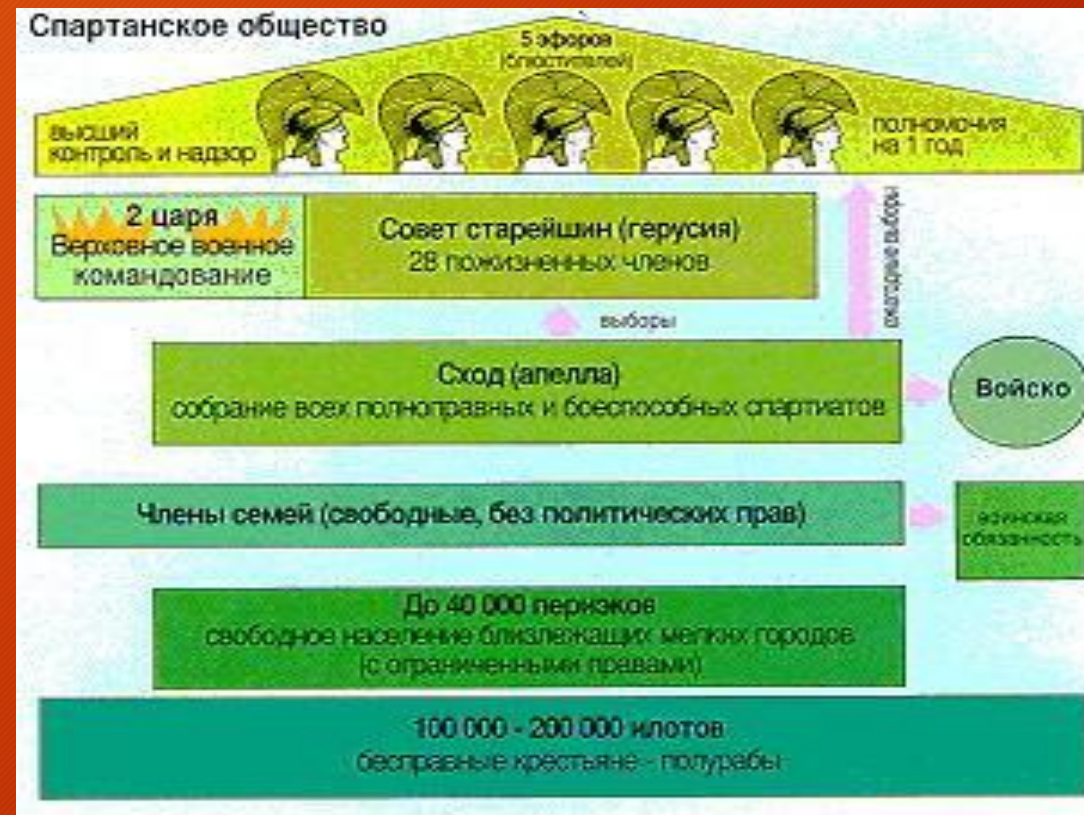 Спартанское общество
5 эфоров
(блюстителей)
высший
контроль и надзор
полномочия
на 1 год
2 царя
Верховное военное
командование
Совет старейшин (герусия)
28 пожизненных членов
ежегодные выборы
выборы
Сход (апелла)
собрание всех полноправных и боеспособных спартиатов
Войско
Члены семей (свободные, без политических прав)
воинская
обязанность
До 40 000 периэков
свободное население близлежащих мелких городов
(с ограниченными правами)
100 000 - 200 000 илотов
бесправные крестьяне - полурабы